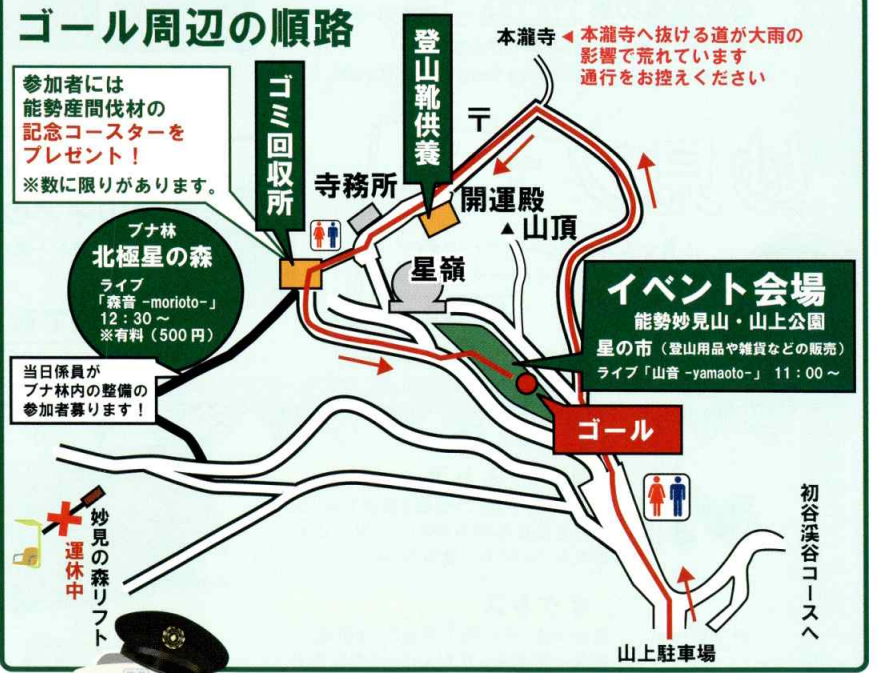 ゴール周辺の順路
本瀧寺
◀本瀧寺へ抜ける道が大雨の
影響で荒れています
通行をお控えください
参加者には
能勢産間伐材の
記念コースターを
プレゼント！
※数に限りがあります。
ゴミ回収所
登山靴供養
〒
寺務所
開運殿
▲山頂
星嶺
ブナ林
北極星の森
ライブ
「森音 -morioto-」
12：30～
※有料（500円）
当日係員が
ブナ林内の整備の
参加者募ります！
イベント会場
能勢妙見山・山上公園
星の市（登山用品や雑貨などの販売）
ライブ「山音 -yamaoto-」 11：00～
ゴール
妙見の森リフト
運休中
初谷渓谷コースへ
山上駐車場